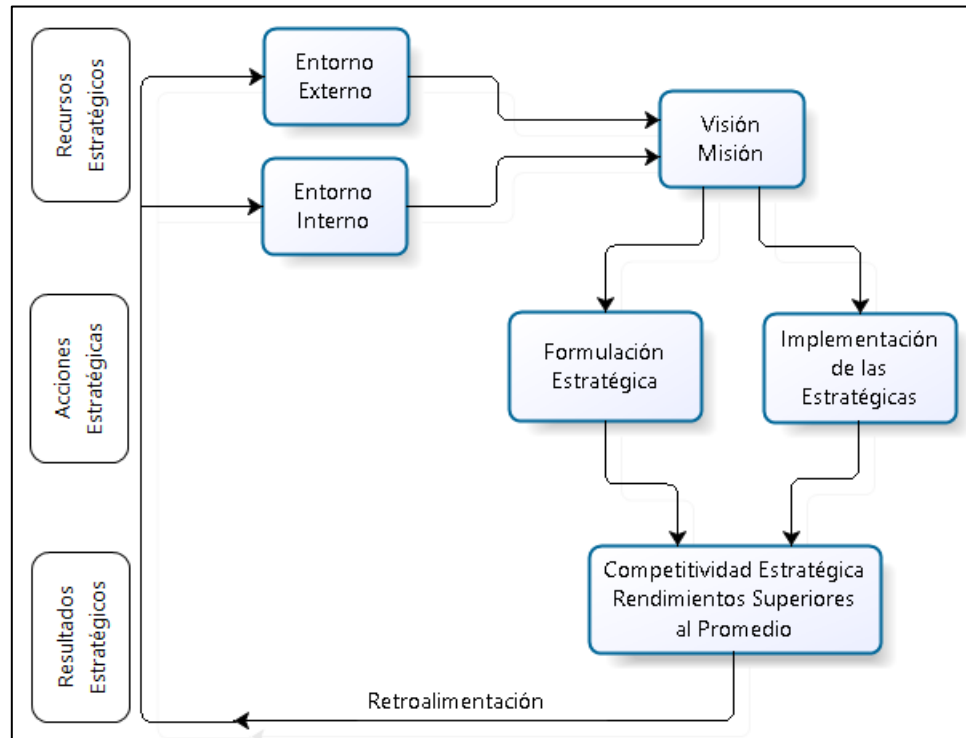 Recursos
Estratégicos
Entorno
Externo
Visión
Misión
Entorno
Interno
Acciones
Estratégicas
Formulación
Estratégica
Implementación
de las
Estratégicas
Resultados
Estratégicos
Competitividad Estratégica
Rendimientos Superiores
al Promedio
Retroalimentación